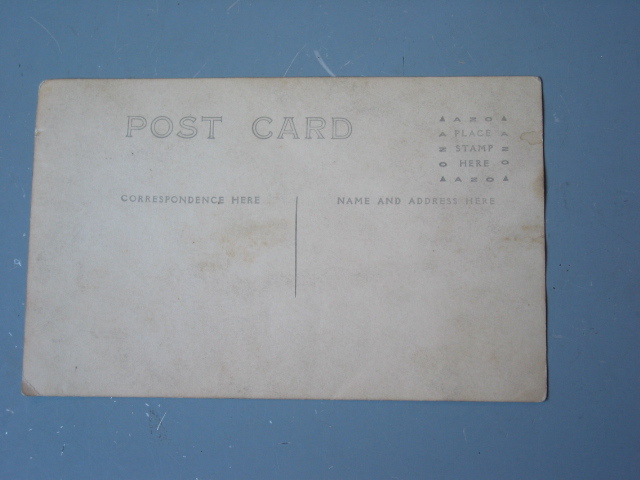 POST CARD
▲ A Z O ▲
A PLACE A
Z STAMP Z
O HERE O
▲ A Z O ▲
CORRESPONDENCE HERE
NAME AND ADDRESS HERE